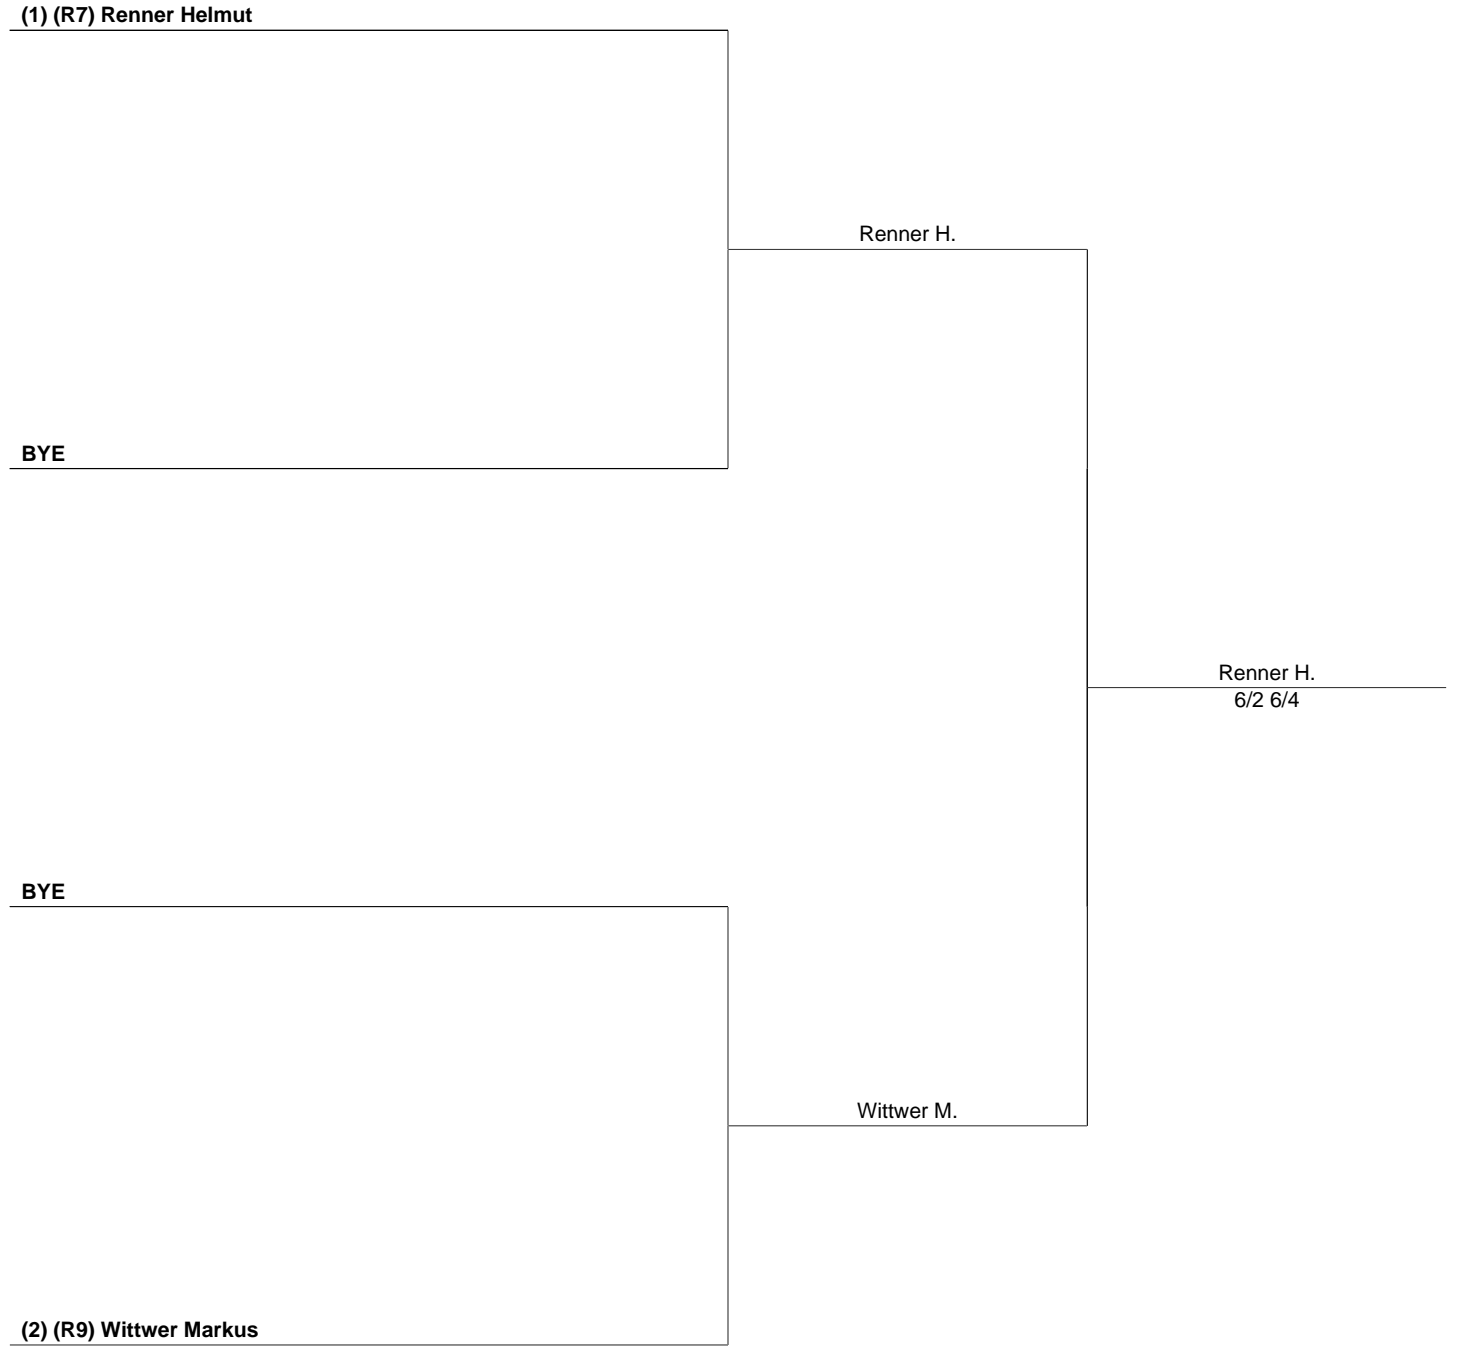 (1) (R7) Renner Helmut
Renner H.
BYE
Renner H.
6/2 6/4
BYE
Wittwer M.
(2) (R9) Wittwer Markus